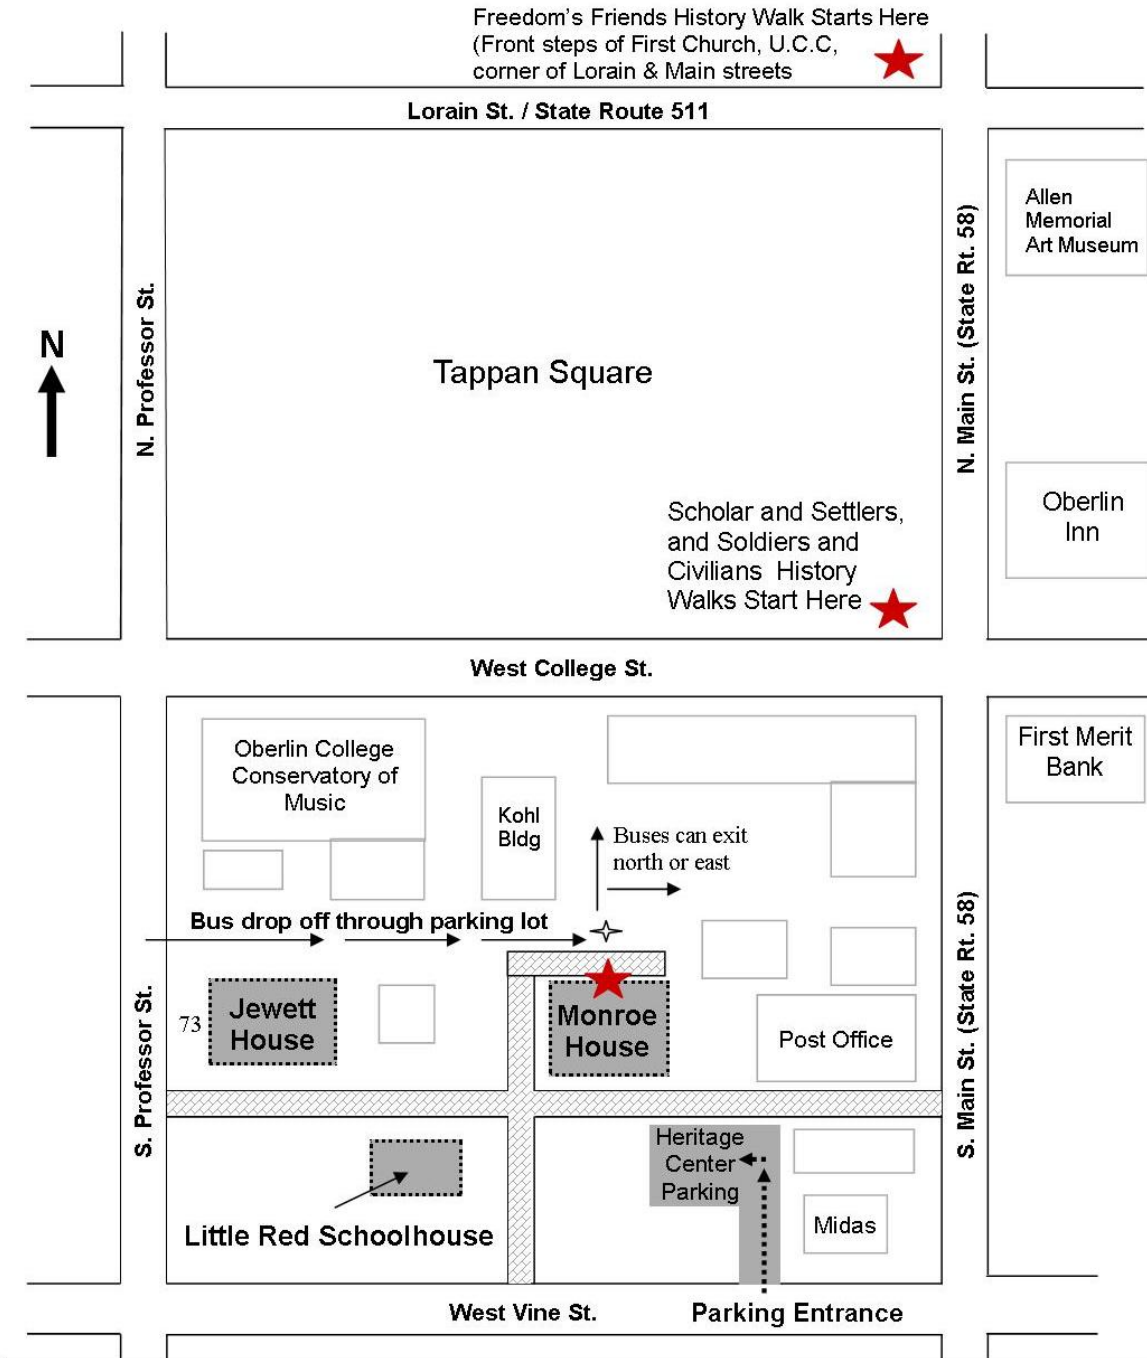 Freedom's Friends History Walk Starts Here
(Front steps of First Church, U.C.C,
corner of Lorain & Main streets
Lorain St. / State Route 511
Allen
Memorial
Art Museum
N. Main St. (State Rt. 58)
N. Professor St.
N
Tappan Square
Oberlin
Inn
Scholar and Settlers,
and Soldiers and
Civilians History
Walks Start Here
West College St.
First Merit
Bank
Oberlin College
Conservatory of
Music
Kohl
Bldg
Buses can exit
north or east
Bus drop off through parking lot
S. Professor St.
S. Main St. (State Rt. 58)
73
Jewett
House
Monroe
House
Post Office
Heritage
Center
Parking
Midas
Little Red Schoolhouse
West Vine St.
Parking Entrance